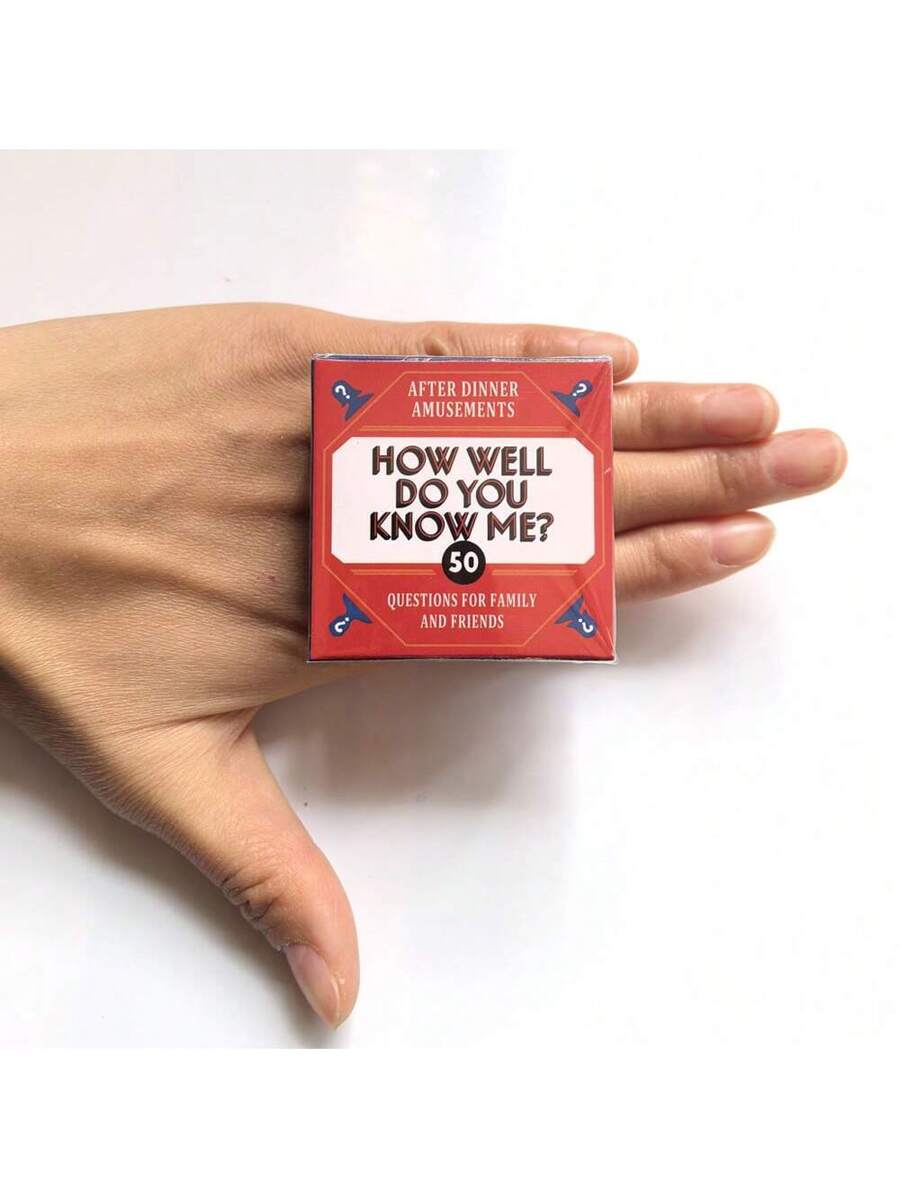 ?
?
AFTER DINNER
AMUSEMENTS
HOW WELL
DO YOU
KNOW ME?
50
QUESTIONS FOR FAMILY
AND FRIENDS
?
?